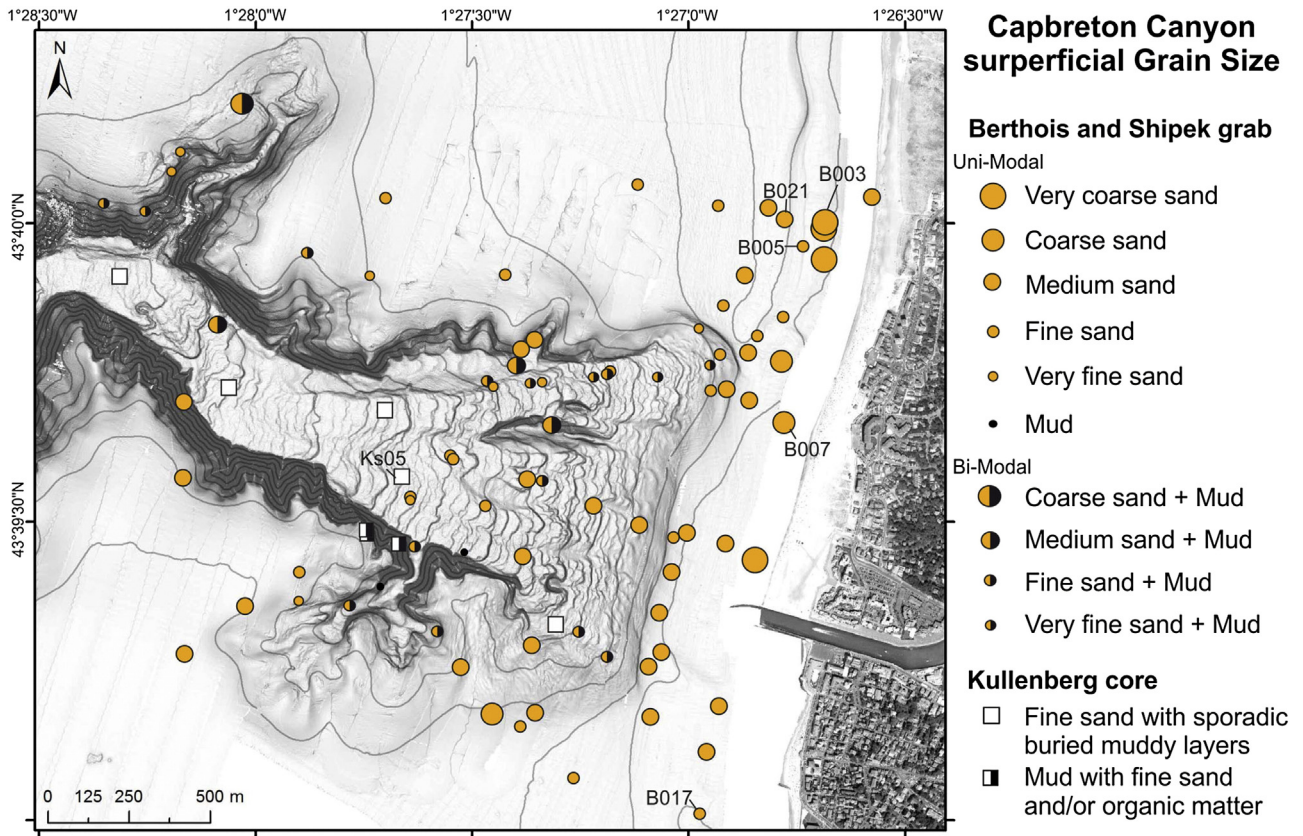 1°28'30"W
1°28'0"W
1°27'30"W
1°27'0"W
1°26'30"W
Capbreton Canyon
surperficial Grain Size
N
Berthois and Shipek grab
Uni-Modal
Very coarse sand
Coarse sand
Medium sand
Fine sand
Very fine sand
Mud
Bi-Modal
Coarse sand + Mud
Medium sand + Mud
Fine sand + Mud
Very fine sand + Mud
Kullenberg core
Fine sand with sporadic
buried muddy layers
Mud with fine sand
and/or organic matter
43°40'0"N
43°39'30"N
B003
B021
B005
B007
Ks05
B017
0 125 250 500 m